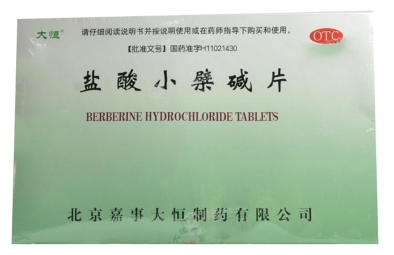 大恒®
请仔细阅读说明书并按说明使用或在药师指导下购买和使用。
【批准文号】国药准字H11021430
OTC
盐酸小檗碱片
BERBERINE HYDROCHLORIDE TABLETS
北京嘉事大恒制药有限公司